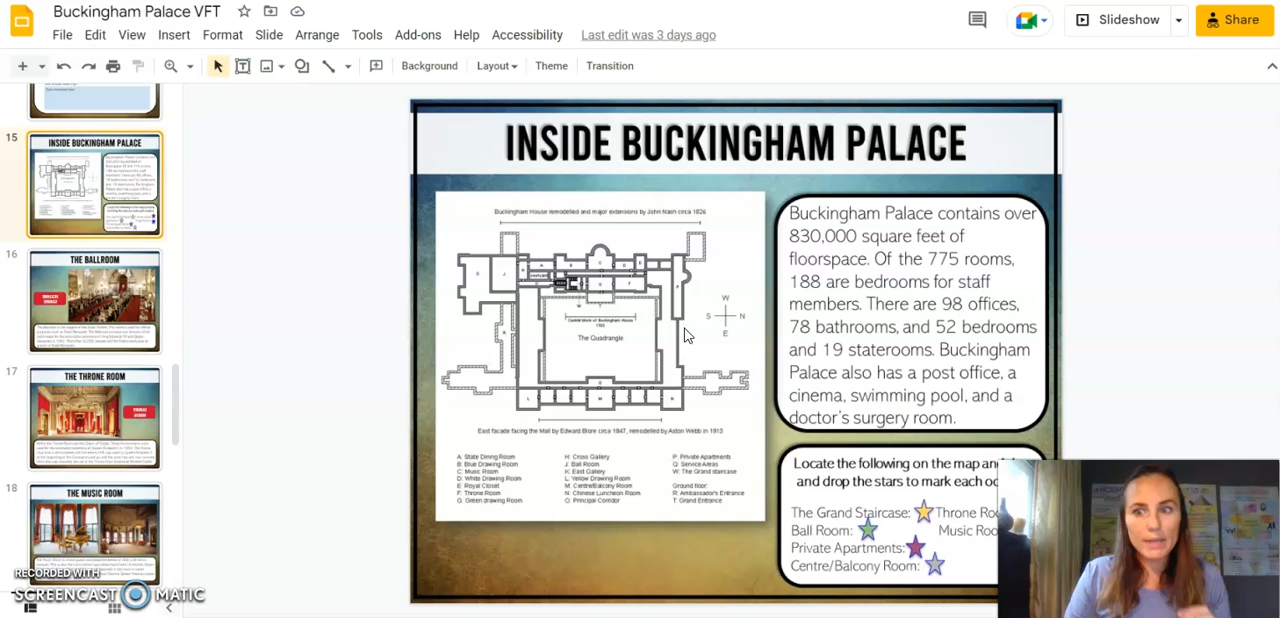 Buckingham Palace VFT
File Edit View Insert Format Slide Arrange Tools Add-ons Help Accessibility Last edit was 3 days ago
Slideshow
Share
Background Layout Theme Transition
15
INSIDE BUCKINGHAM PALACE
16
THE BALLROOM
17
THE THRONE ROOM
18
THE MUSIC ROOM
RECORDED WITH
SCREENCAST MATIC
INSIDE BUCKINGHAM PALACE
Buckingham House remodelled and major extensions by John Nash circa 1826
The Quadrangle
W
S N
E
East facade facing the Mall by Edward Blore circa 1847, remodelled by Aston Webb in 1913
A: State Dining Room
B: Blue Drawing Room
C: Music Room
D: White Drawing Room
E: Royal Closet
F: Throne Room
G: Green drawing Room
H: Cross Gallery
J: Ball Room
K: East Gallery
L: Yellow Drawing Room
M: Centre/Balcony Room
N: Chinese Luncheon Room
O: Principal Corridor
P: Private Apartments
Q: Service Areas
W: The Grand staircase
Ground floor:
R: Ambassador's Entrance
T: Grand Entrance
Buckingham Palace contains over
830,000 square feet of
floorspace. Of the 775 rooms,
188 are bedrooms for staff
members. There are 98 offices,
78 bathrooms, and 52 bedrooms
and 19 staterooms. Buckingham
Palace also has a post office, a
cinema, swimming pool, and a
doctor's surgery room.
Locate the following on the map an
and drop the stars to mark each
The Grand Staircase: Throne Ro
Ball Room: Music Roo
Private Apartments:
Centre/Balcony Room: